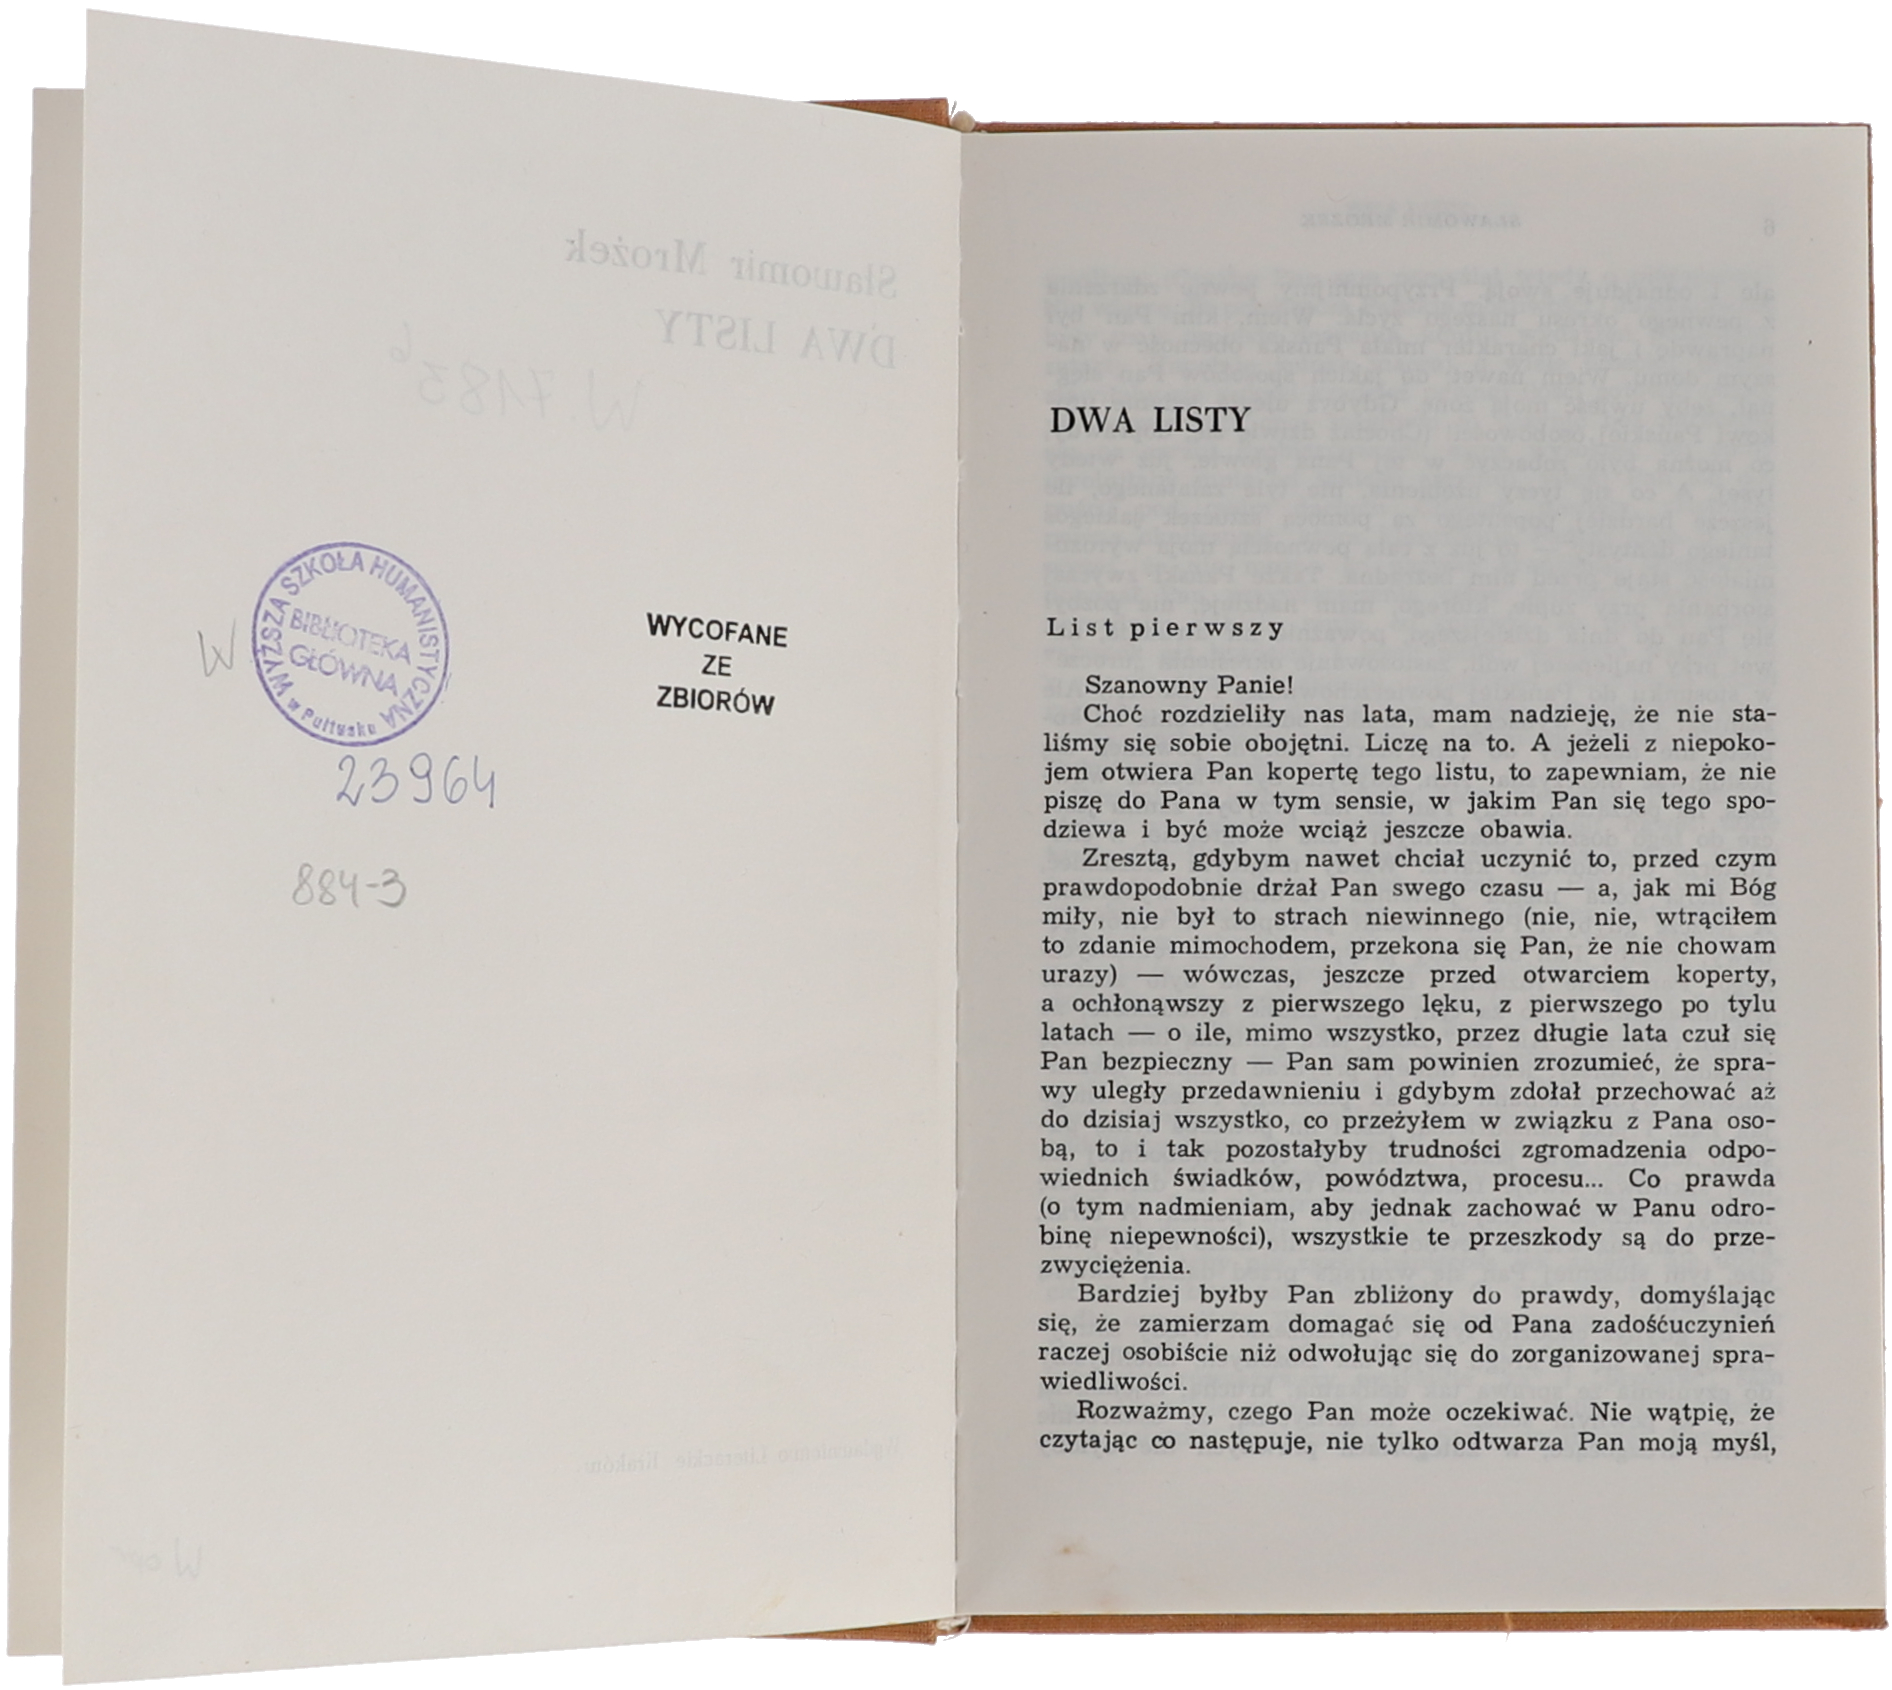 Sławomir Mrożek
DWA LISTY
W. 7183
WYŻSZA SZKOŁA HUMANISTYCZNA
w Pułtusku
BIBLIOTEKA
GŁÓWNA
W
23964
884-3
WYCOFANE
ZE
ZBIORÓW
Wydawnictwo Literackie Kraków
DWA LISTY
List pierwszy
Szanowny Panie!
Choć rozdzieliły nas lata, mam nadzieję, że nie sta-
liśmy się sobie obojętni. Liczę na to. A jeżeli z niepoko-
jem otwiera Pan kopertę tego listu, to zapewniam, że nie
piszę do Pana w tym sensie, w jakim Pan się tego spo-
dziewa i być może wciąż jeszcze obawia.
Zresztą, gdybym nawet chciał uczynić to, przed czym
prawdopodobnie drżał Pan swego czasu — a, jak mi Bóg
miły, nie był to strach niewinnego (nie, nie, wtrąciłem
to zdanie mimochodem, przekona się Pan, że nie chowam
urazy) — wówczas, jeszcze przed otwarciem koperty,
a ochłonąwszy z pierwszego lęku, z pierwszego po tylu
latach — o ile, mimo wszystko, przez długie lata czuł się
Pan bezpieczny — Pan sam powinien zrozumieć, że spra-
wy uległy przedawnieniu i gdybym zdołał przechować aż
do dzisiaj wszystko, co przeżyłem w związku z Pana oso-
bą, to i tak pozostałyby trudności zgromadzenia odpo-
wiednich świadków, powództwa, procesu... Co prawda
(o tym nadmieniam, aby jednak zachować w Panu odro-
binę niepewności), wszystkie te przeszkody są do prze-
zwyciężenia.
Bardziej byłby Pan zbliżony do prawdy, domyślając
się, że zamierzam domagać się od Pana zadośćuczynień
raczej osobiście niż odwołując się do zorganizowanej spra-
wiedliwości.
Rozważmy, czego Pan może oczekiwać. Nie wątpię, że
czytając co następuje, nie tylko odtwarza Pan moją myśl,